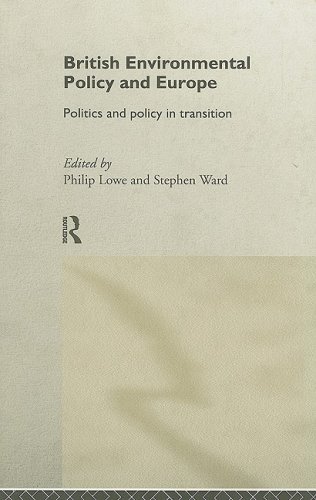 British Environmental
Policy and Europe
Politics and policy in transition
Edited by
Philip Lowe and Stephen Ward
ROUTLEDGE